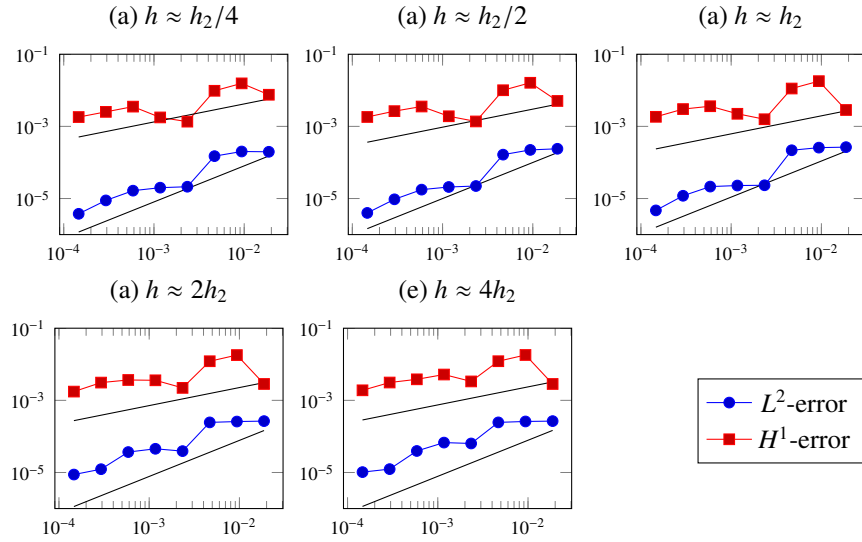 (a) h ≈ h₂/4
(a) h ≈ h₂/2
(a) h ≈ h₂
10⁻¹
10⁻³
10⁻⁵
10⁻⁴ 10⁻³ 10⁻²
10⁻¹
10⁻³
10⁻⁵
10⁻⁴ 10⁻³ 10⁻²
10⁻¹
10⁻³
10⁻⁵
10⁻⁴ 10⁻³ 10⁻²
(a) h ≈ 2h₂
(e) h ≈ 4h₂
10⁻¹
10⁻³
10⁻⁵
10⁻⁴ 10⁻³ 10⁻²
10⁻¹
10⁻³
10⁻⁵
10⁻⁴ 10⁻³ 10⁻²
L²-error
H¹-error